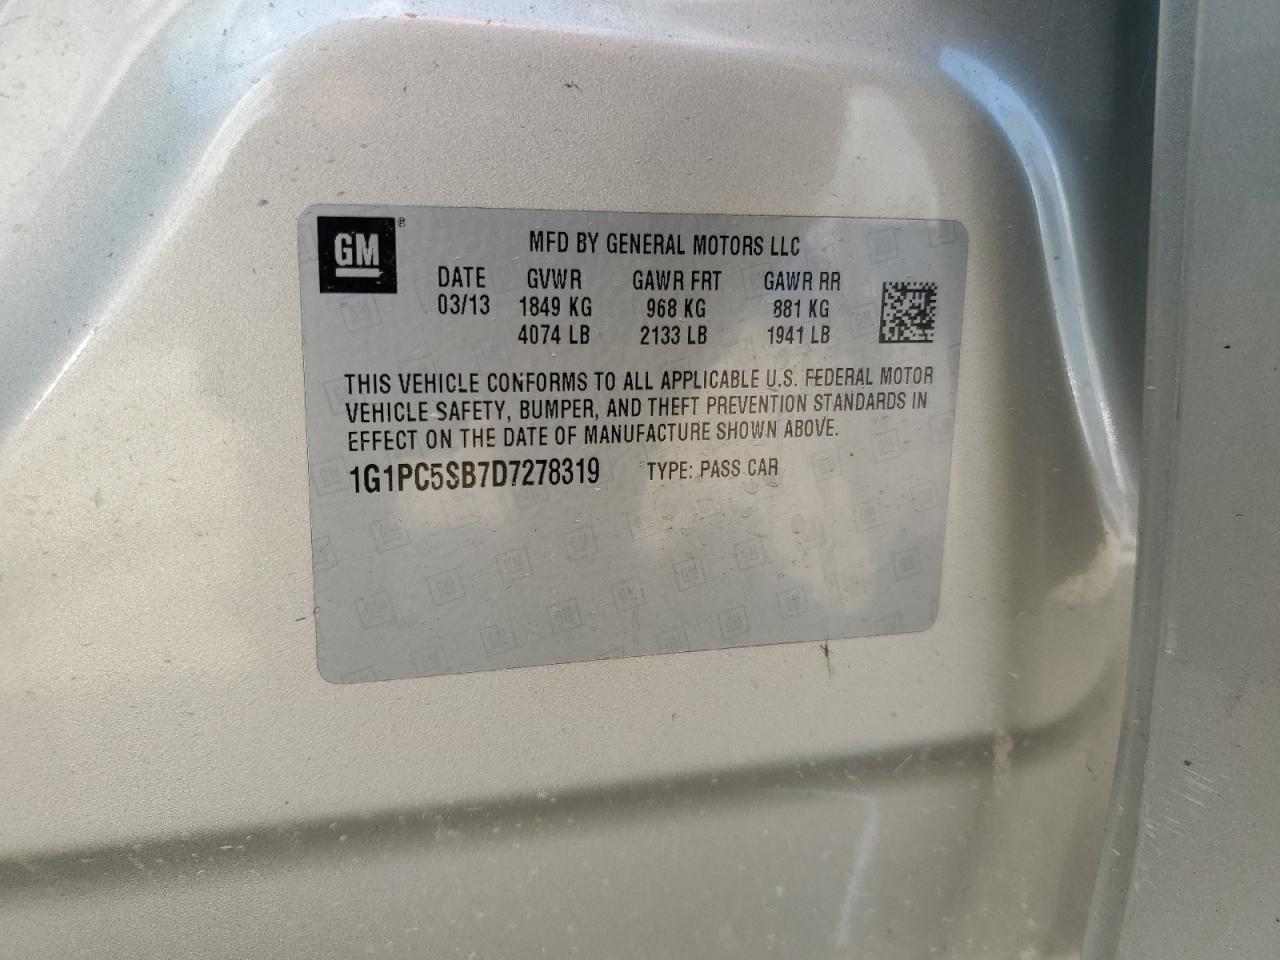 GM®
MFD BY GENERAL MOTORS LLC
DATE GVWR GAWR FRT GAWR RR
03/13 1849 KG 968 KG 881 KG
4074 LB 2133 LB 1941 LB
THIS VEHICLE CONFORMS TO ALL APPLICABLE U.S. FEDERAL MOTOR
VEHICLE SAFETY, BUMPER, AND THEFT PREVENTION STANDARDS IN
EFFECT ON THE DATE OF MANUFACTURE SHOWN ABOVE.
1G1PC5SB7D7278319 TYPE: PASS CAR